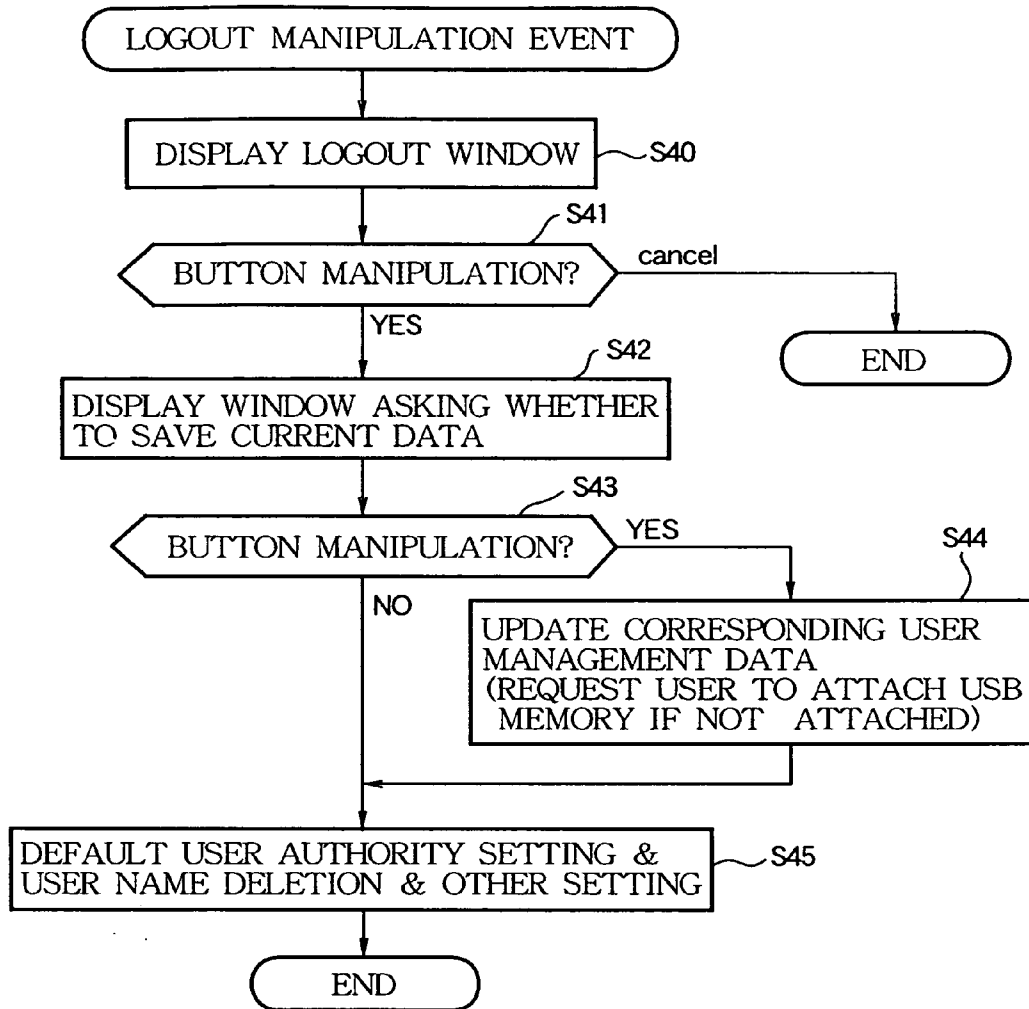 LOGOUT MANIPULATION EVENT
DISPLAY LOGOUT WINDOW
S40
S41
BUTTON MANIPULATION?
cancel
YES
END
S42
DISPLAY WINDOW ASKING WHETHER
TO SAVE CURRENT DATA
S43
BUTTON MANIPULATION?
YES
S44
NO
UPDATE CORRESPONDING USER
MANAGEMENT DATA
(REQUEST USER TO ATTACH USB
MEMORY IF NOT ATTACHED)
DEFAULT USER AUTHORITY SETTING &
USER NAME DELETION & OTHER SETTING
S45
END